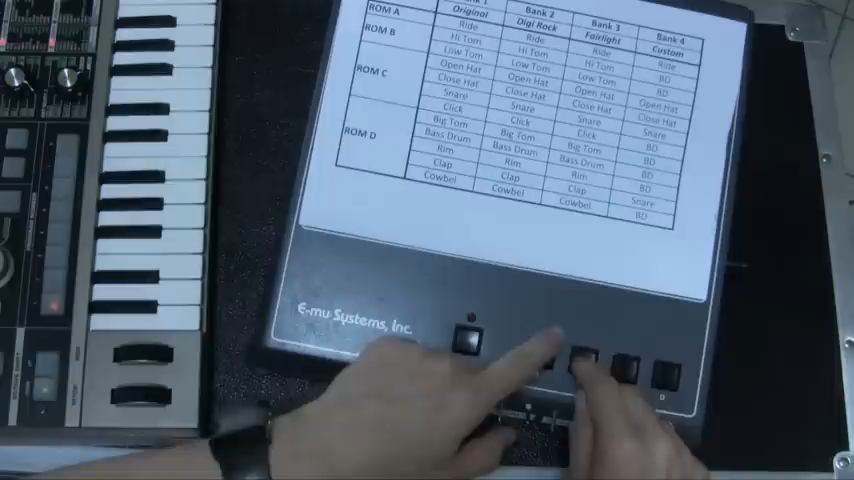 Bank 1 Bank 2 Bank 3 Bank 4
Original Digi Rock Fairlight Custom
ROM A Ride Ride Ride Ride
Hi Tom Hi Tom Hi Tom BD
ROM B Low Tom Low Tom Low Tom BD
Open Hat Open Hat Open Hat Open Hat
ROM C Close Hat Close Hat Close Hat Close Hat
Snare Snare Snare Snare
Click Click Click BD
Big Tom Big Tom Big Tom BD
ROM D Bass Drum Bass Drum Bass Drum BD
Rim Rim Rim BD
Clap Clap Clap Snare
Cowbel Cowbel Cowbel BD
E-mu Systems, Inc.
D